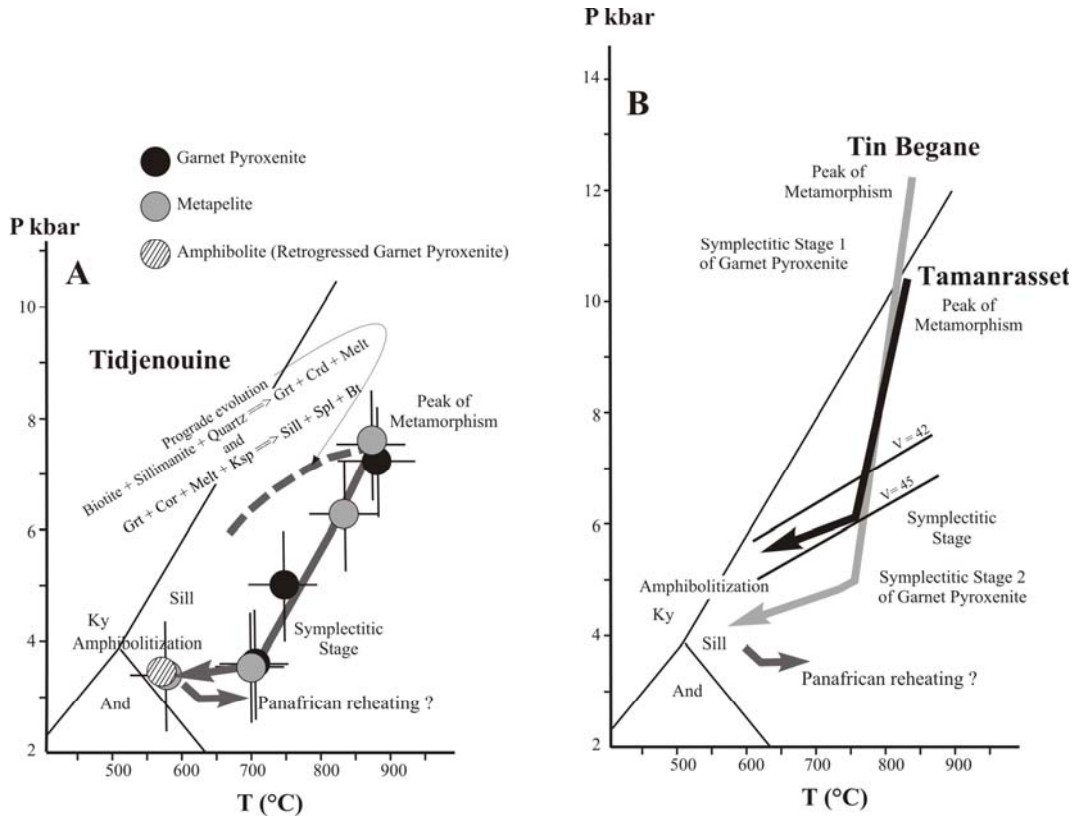 P kbar
A
Garnet Pyroxenite
Metapelite
Amphibolite (Retrogressed Garnet Pyroxenite)
10
8
6
4
2
Tidjenouine
Prograde evolution
Biotite + Sillimanite + Quartz ==> Grt + Crd + Melt
and
Grt + Cor + Melt + Ksp ==> Sill + Spl + Bt
Peak of
Metamorphism
Sill
Ky
Amphibolitization
Symplectitic
Stage
And
Panafrican reheating ?
500
600
700
800
T (°C)
P kbar
B
14
12
10
8
6
4
2
Tin Begane
Peak of
Metamorphism
Symplectitic Stage 1
of Garnet Pyroxenite
Tamanrasset
Peak of
Metamorphism
V = 42
V= 45
Symplectitic
Stage
Amphibolitization
Symplectitic Stage 2
of Garnet Pyroxenite
Ky
Sill
And
Panafrican reheating ?
500
600
700
800
900
T (°C)